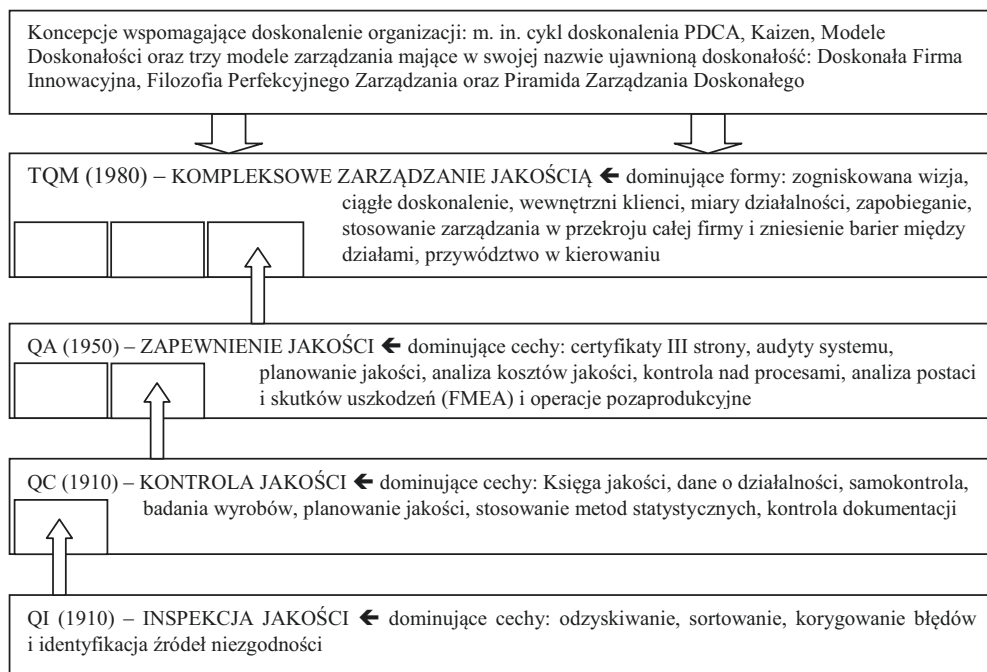 Koncepcje wspomagające doskonalenie organizacji: m. in. cykl doskonalenia PDCA, Kaizen, Modele
Doskonałości oraz trzy modele zarządzania mające w swojej nazwie ujawnioną doskonałość: Doskonała Firma
Innowacyjna, Filozofia Perfekcyjnego Zarządzania oraz Piramida Zarządzania Doskonałego
TQM (1980) – KOMPLEKSOWE ZARZĄDZANIE JAKOŚCIĄ 🡸 dominujące formy: zogniskowana wizja,
ciągłe doskonalenie, wewnętrzni klienci, miary działalności, zapobieganie,
stosowanie zarządzania w przekroju całej firmy i zniesienie barier między
działami, przywództwo w kierowaniu
QA (1950) – ZAPEWNIENIE JAKOŚCI 🡸 dominujące cechy: certyfikaty III strony, audyty systemu,
planowanie jakości, analiza kosztów jakości, kontrola nad procesami, analiza postaci
i skutków uszkodzeń (FMEA) i operacje pozaprodukcyjne
QC (1910) – KONTROLA JAKOŚCI 🡸 dominujące cechy: Księga jakości, dane o działalności, samokontrola,
badania wyrobów, planowanie jakości, stosowanie metod statystycznych, kontrola dokumentacji
QI (1910) – INSPEKCJA JAKOŚCI 🡸 dominujące cechy: odzyskiwanie, sortowanie, korygowanie błędów
i identyfikacja źródeł niezgodności